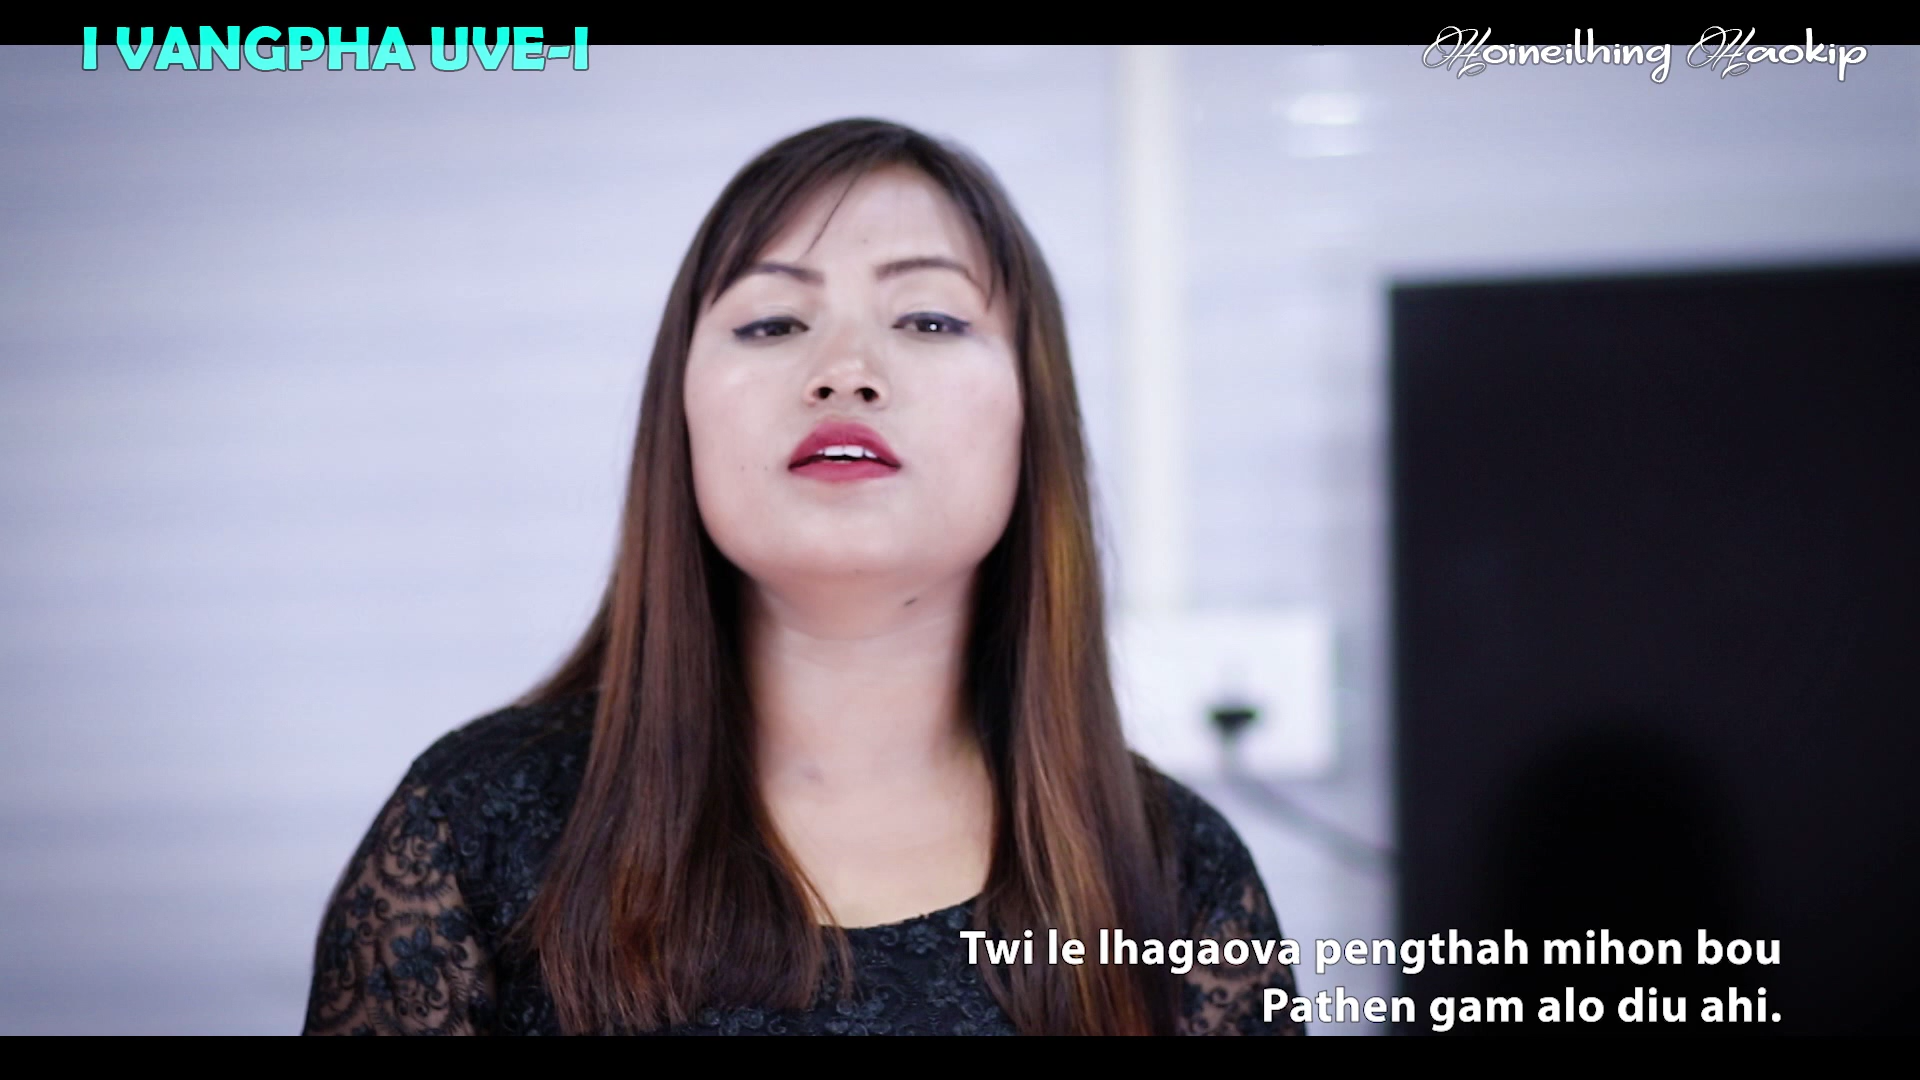 I VANGPHA UVE-I
Hoineilhing Haokip
Twi le lhagaova pengthah mihon bou
Pathen gam alo diu ahi.